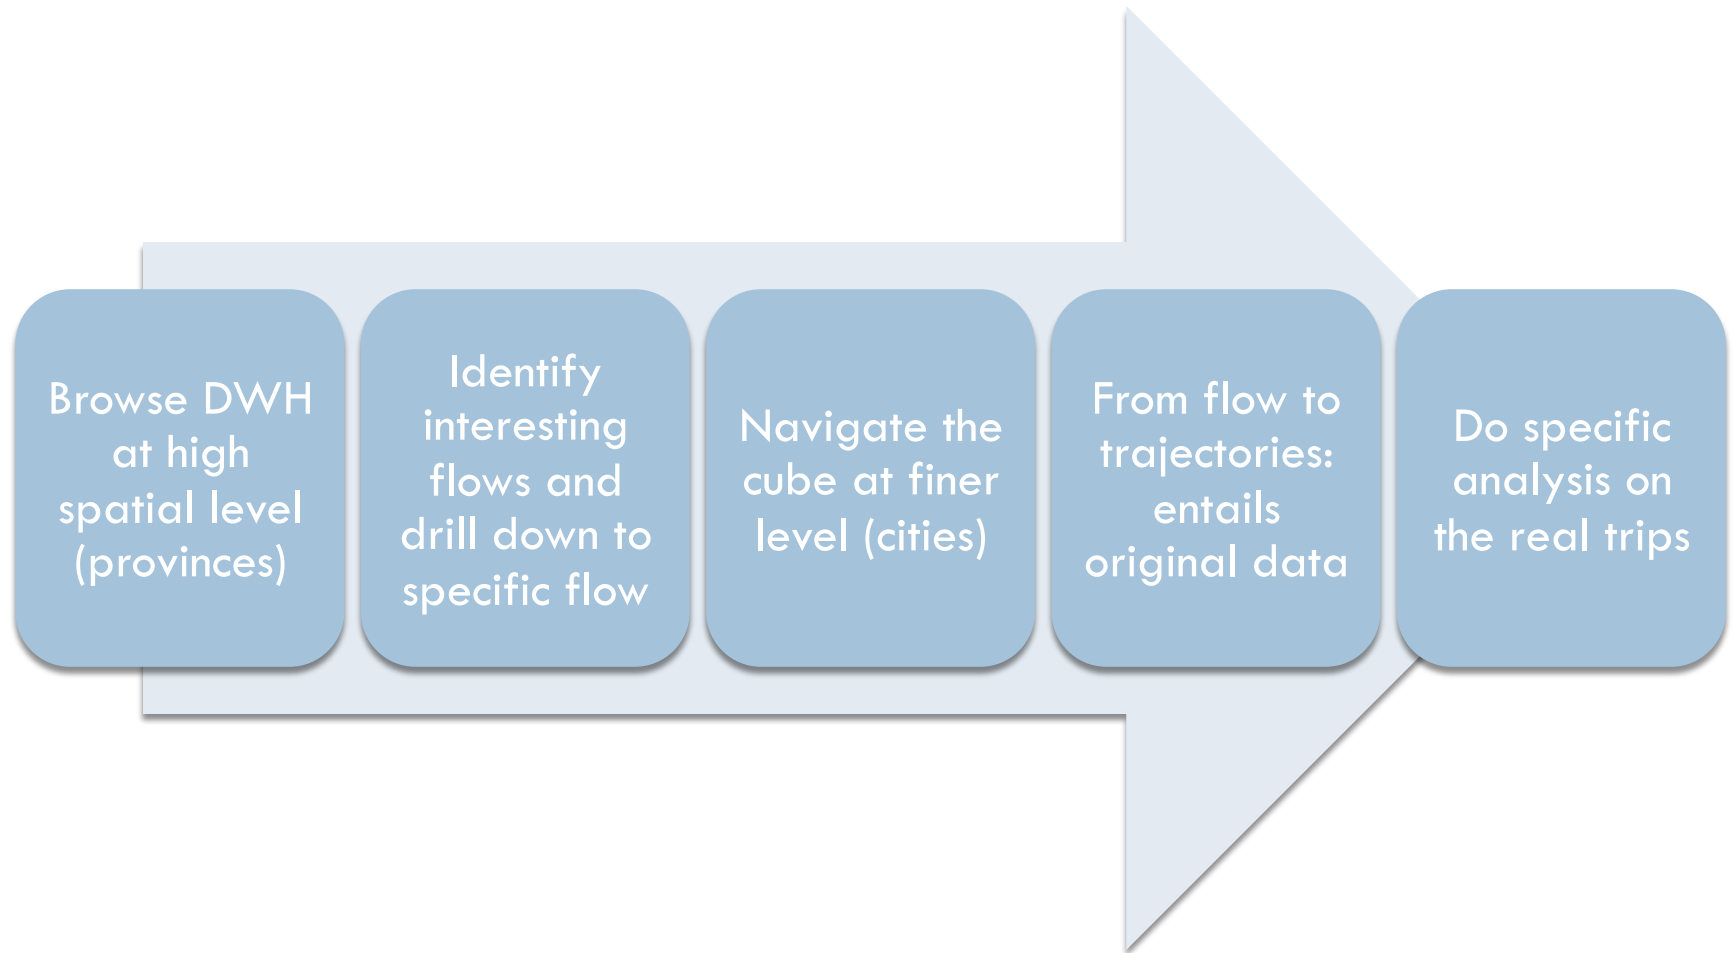 Browse DWH
at high
spatial level
(provinces)
Identify
interesting
flows and
drill down to
specific flow
Navigate the
cube at finer
level (cities)
From flow to
trajectories:
entails
original data
Do specific
analysis on
the real trips